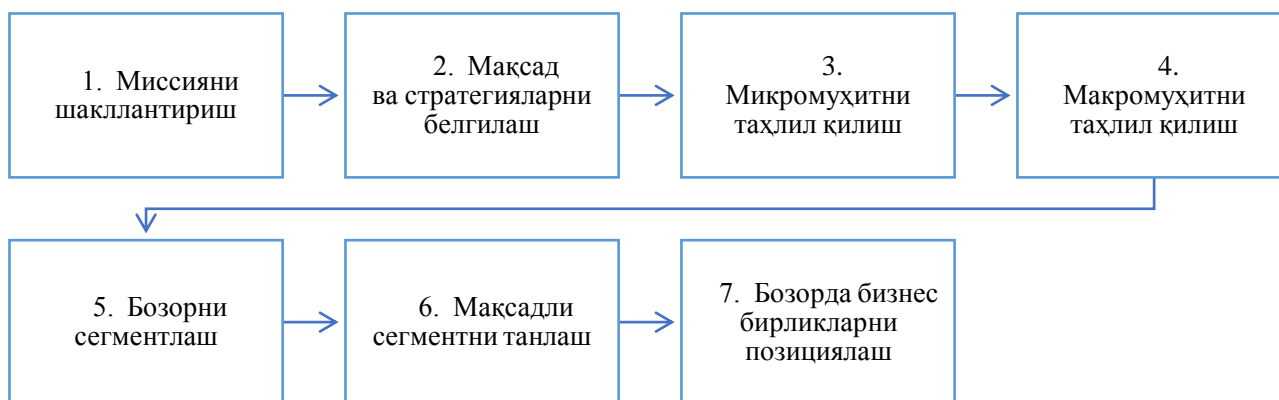 1. Миссияни
шакллантириш
2. Мақсад
ва стратегияларни
белгилаш
3.
Микромуҳитни
таҳлил қилиш
4.
Макромуҳитни
таҳлил қилиш
5. Бозорни
сегментлаш
6. Мақсадли
сегментни танлаш
7. Бозорда бизнес
бирликларни
позициялаш